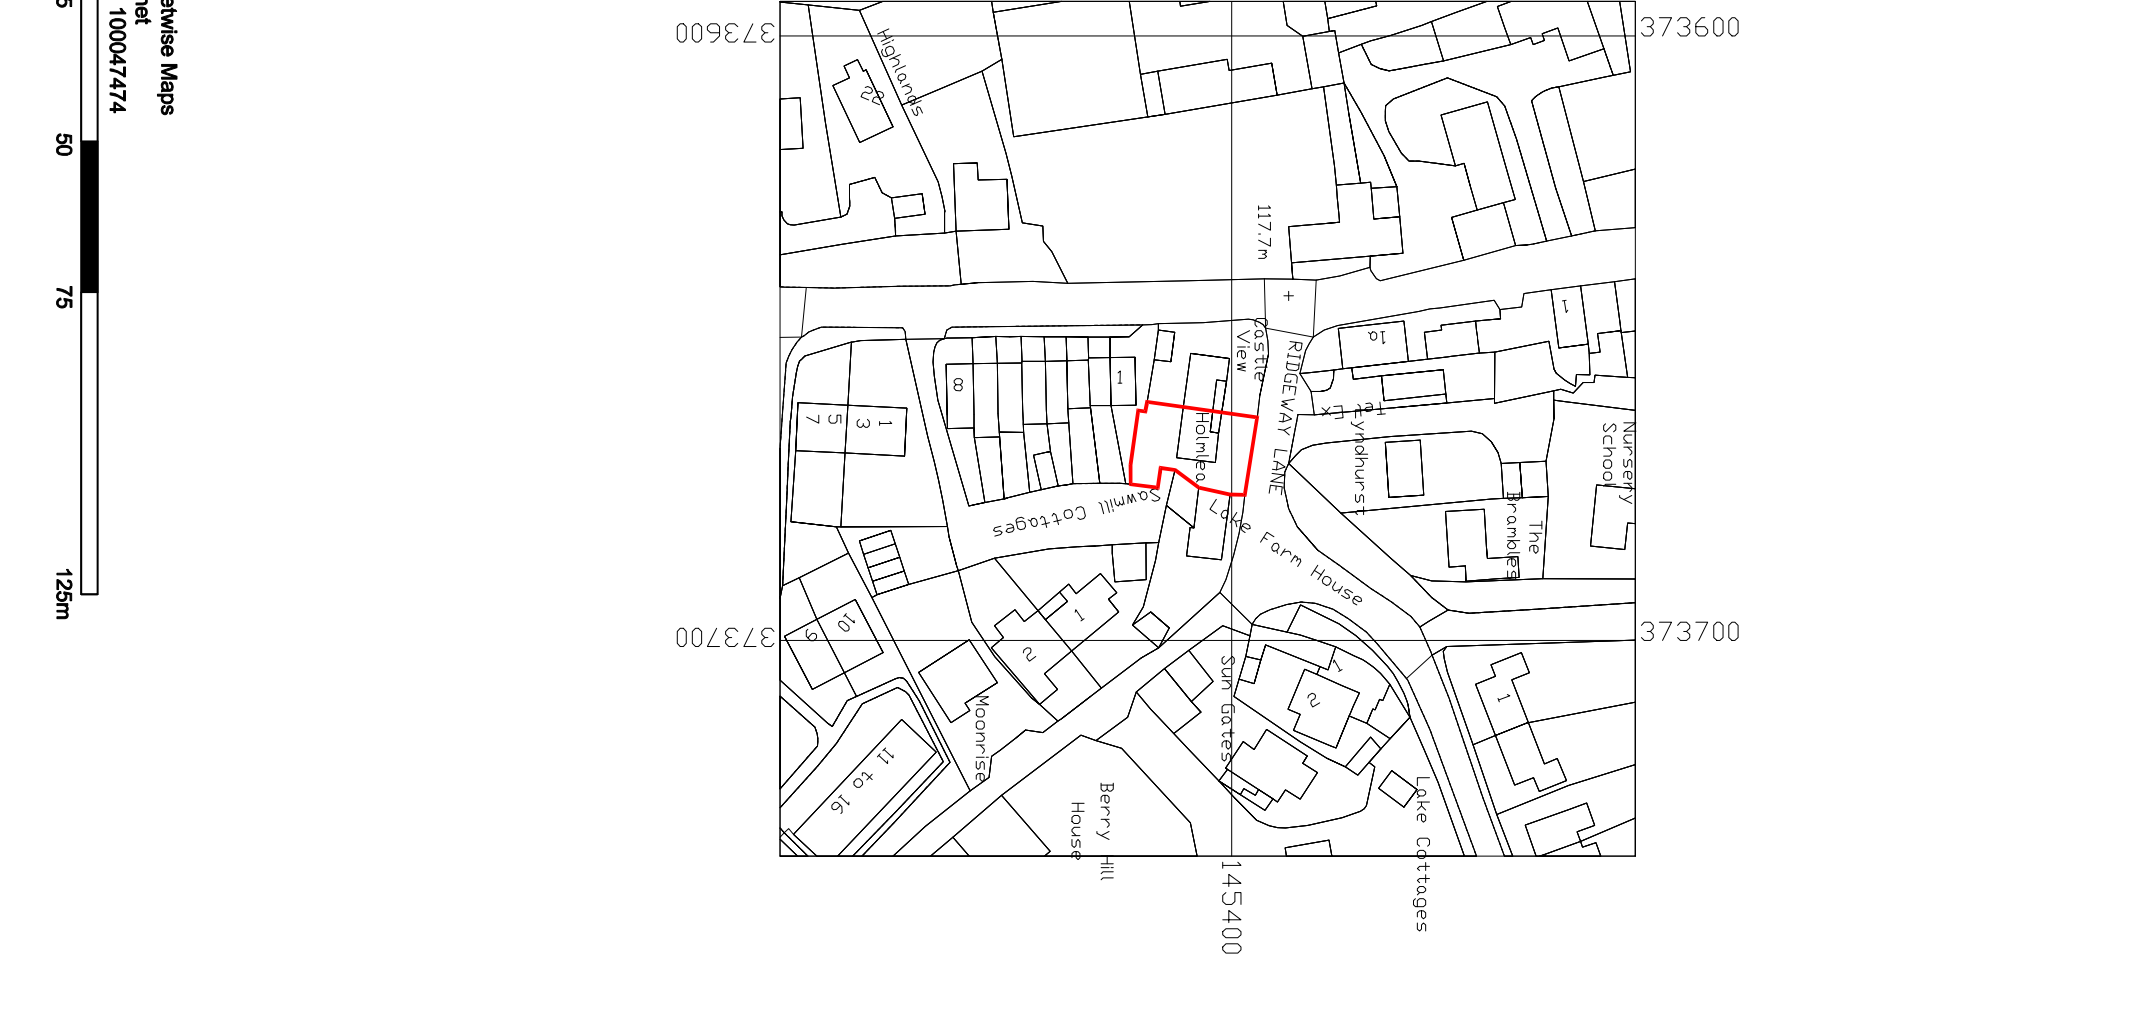 etwise Maps
net
100047474
5
50
75
125m
373600
373600
Highlands
22
117.7m
+
Castle
View
RIDGEWAY LANE
1a
1
8
1
7
5
3
1
Holmlea
Tel
Ex
Lyndhurst
Nursery
School
The
Brambles
Sawmill Cottages
Lake Farm House
10
9
1
2
373700
373700
Moonrise
11 to 16
Sun Gates
1
2
1
Berry Hill
House
Lake Cottages
145400